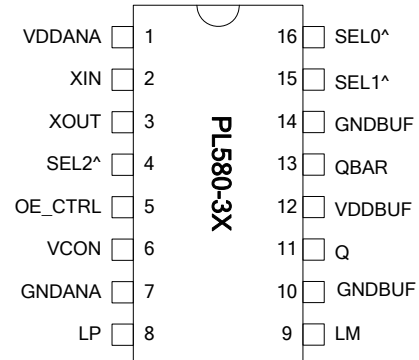 VDDANA 1 16 SEL0^
XIN 2 15 SEL1^
XOUT 3 14 GNDBUF
SEL2^ 4 13 QBAR
OE_CTRL 5 12 VDDBUF
VCON 6 11 Q
GNDANA 7 10 GNDBUF
LP 8 9 LM
PL580-3X